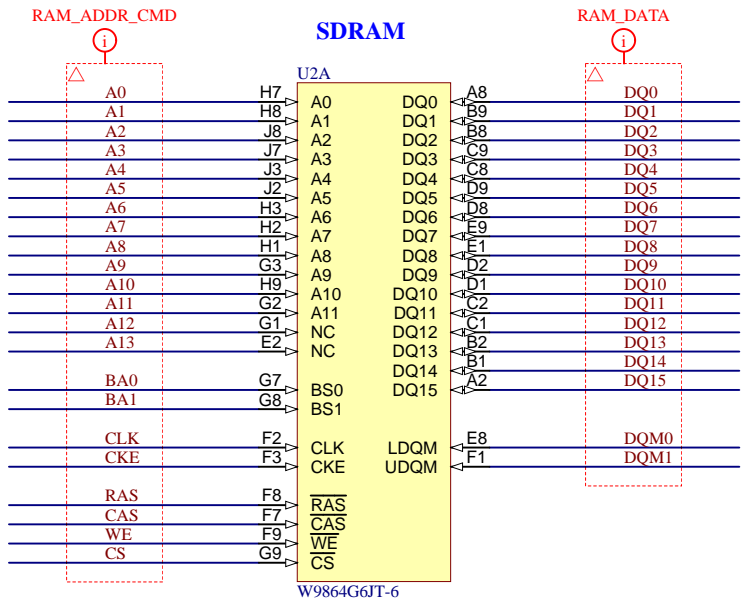 RAM_ADDR_CMD
SDRAM
RAM_DATA
i
i
U2A
A0 H7 A0 DQ0 A8 DQ0
A1 H8 A1 DQ1 B9 DQ1
A2 J8 A2 DQ2 B8 DQ2
A3 J7 A3 DQ3 C9 DQ3
A4 J3 A4 DQ4 C8 DQ4
A5 J2 A5 DQ5 D9 DQ5
A6 H3 A6 DQ6 D8 DQ6
A7 H2 A7 DQ7 E9 DQ7
A8 H1 A8 DQ8 E1 DQ8
A9 G3 A9 DQ9 D2 DQ9
A10 H9 A10 DQ10 D1 DQ10
A11 G2 A11 DQ11 C2 DQ11
A12 G1 NC DQ12 C1 DQ12
A13 E2 NC DQ13 B2 DQ13
DQ14 B1 DQ14
BA0 G7 BS0 DQ15 A2 DQ15
BA1 G8 BS1
CLK F2 CLK LDQM E8 DQM0
CKE F3 CKE UDQM F1 DQM1
RAS F8 RAS
CAS F7 CAS
WE F9 WE
CS G9 CS
W9864G6JT-6